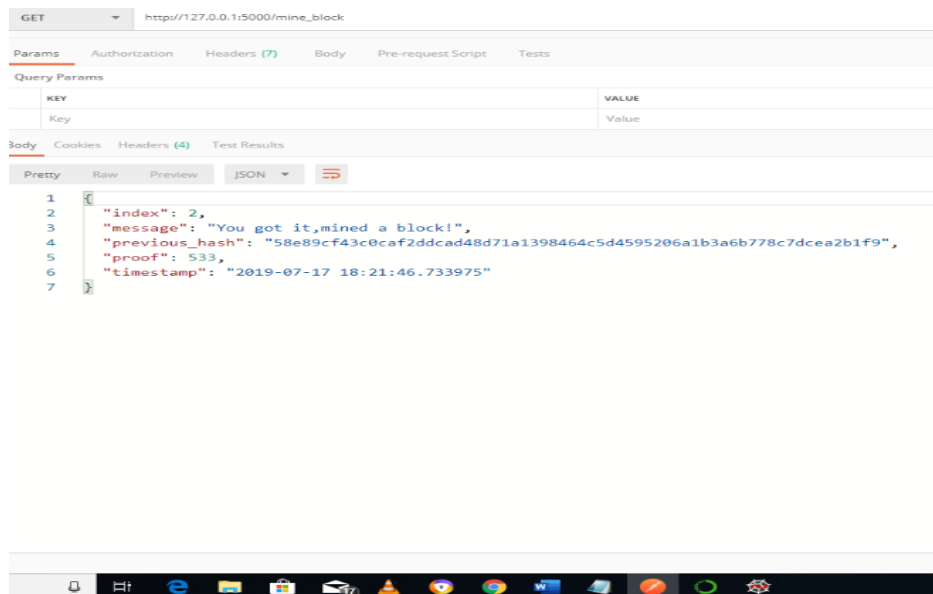 GET http://127.0.0.1:5000/mine_block
Params Authorization Headers (7) Body Pre-request Script Tests
Query Params
KEY VALUE
Key Value
Body Cookies Headers (4) Test Results
Pretty Raw Preview JSON
1 {
2 "index": 2,
3 "message": "You got it,mined a block!",
4 "previous_hash": "58e89cf43c0caf2ddcad48d71a1398464c5d4595206a1b3a6b778c7dcea2b1f9",
5 "proof": 533,
6 "timestamp": "2019-07-17 18:21:46.733975"
7 }
17